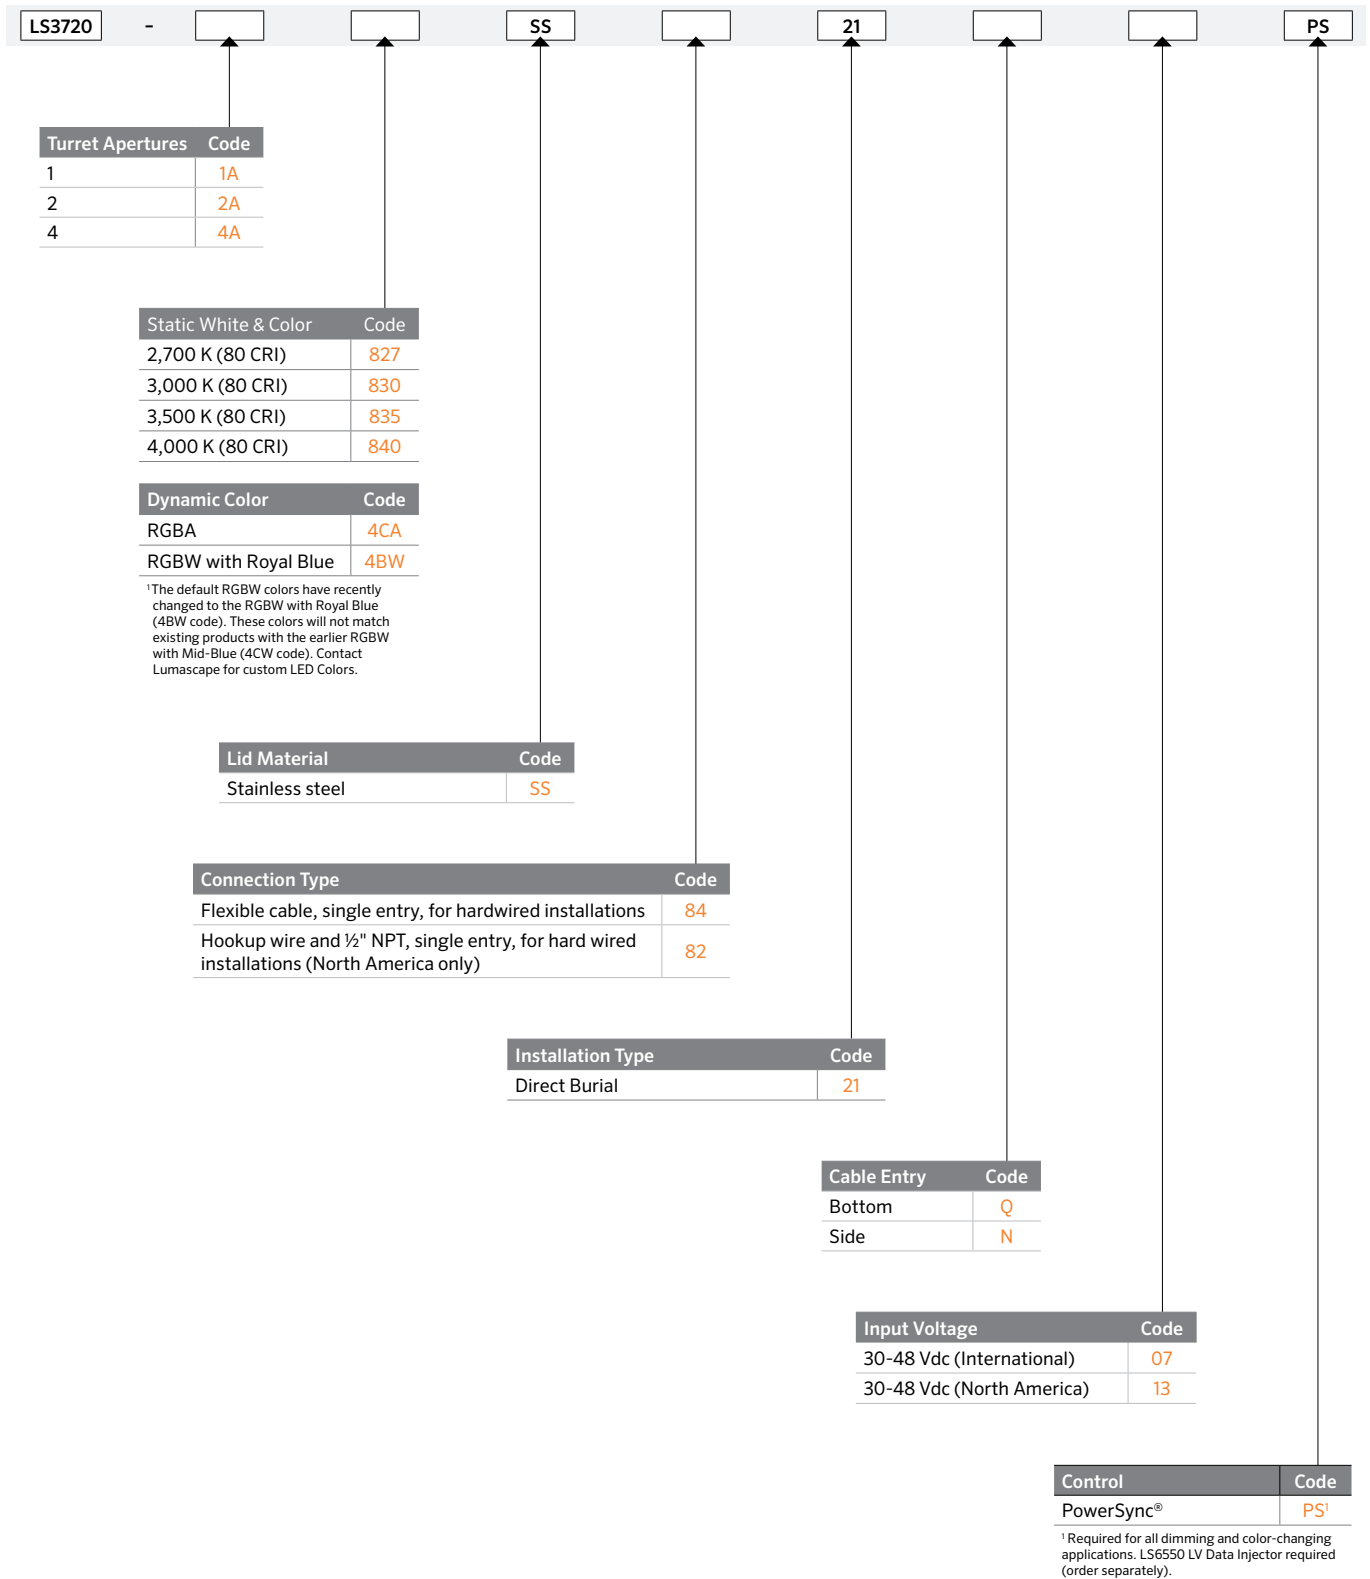 LS3720 - SS 21 PS
Turret Apertures Code
1 1A
2 2A
4 4A
Static White & Color Code
2,700 K (80 CRI) 827
3,000 K (80 CRI) 830
3,500 K (80 CRI) 835
4,000 K (80 CRI) 840
Dynamic Color Code
RGBA 4CA
RGBW with Royal Blue 4BW
¹ The default RGBW colors have recently
changed to the RGBW with Royal Blue
(4BW code). These colors will not match
existing products with the earlier RGBW
with Mid-Blue (4CW code). Contact
Lumascape for custom LED Colors.
Lid Material Code
Stainless steel SS
Connection Type Code
Flexible cable, single entry, for hardwired installations 84
Hookup wire and ½" NPT, single entry, for hard wired
installations (North America only) 82
Installation Type Code
Direct Burial 21
Cable Entry Code
Bottom Q
Side N
Input Voltage Code
30-48 Vdc (International) 07
30-48 Vdc (North America) 13
Control Code
PowerSync® PS¹
¹ Required for all dimming and color-changing
applications. LS6550 LV Data Injector required
(order separately).